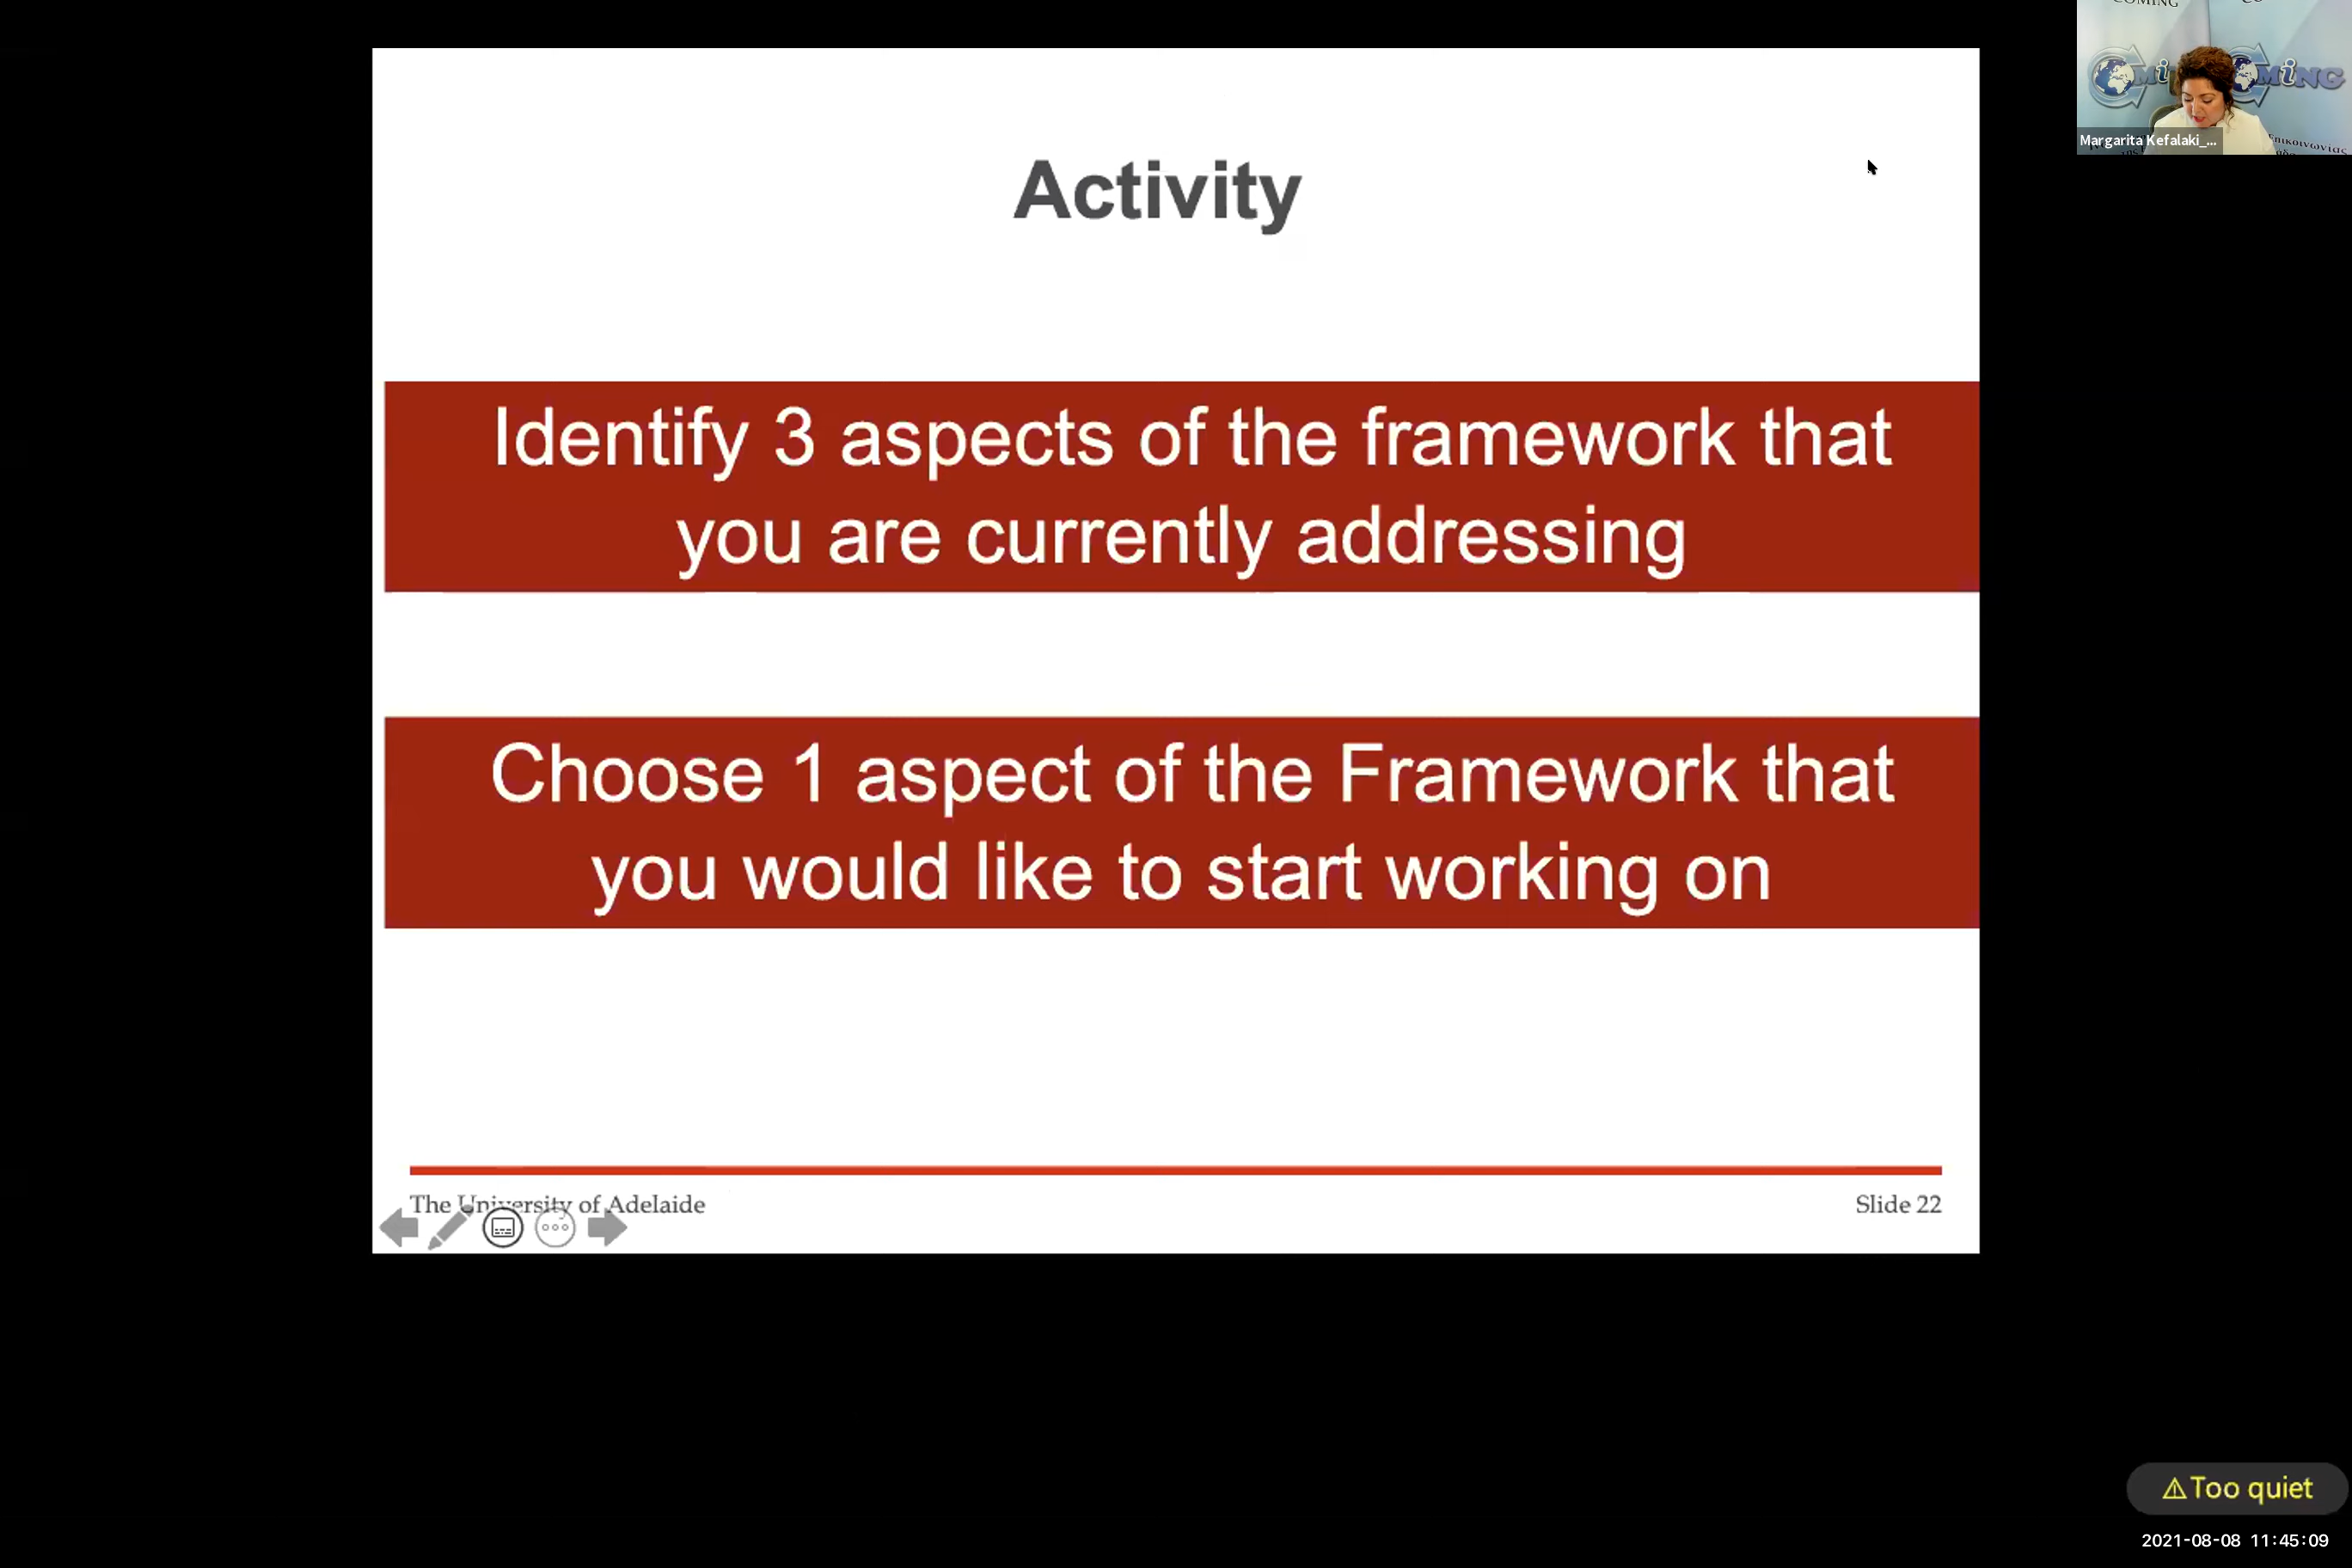 Activity
Identify 3 aspects of the framework that
you are currently addressing
Choose 1 aspect of the Framework that
you would like to start working on
The University of Adelaide
Slide 22
COMING
MiNG
Margarita Kefalaki_...
⚠Too quiet
2021-08-08 11:45:09